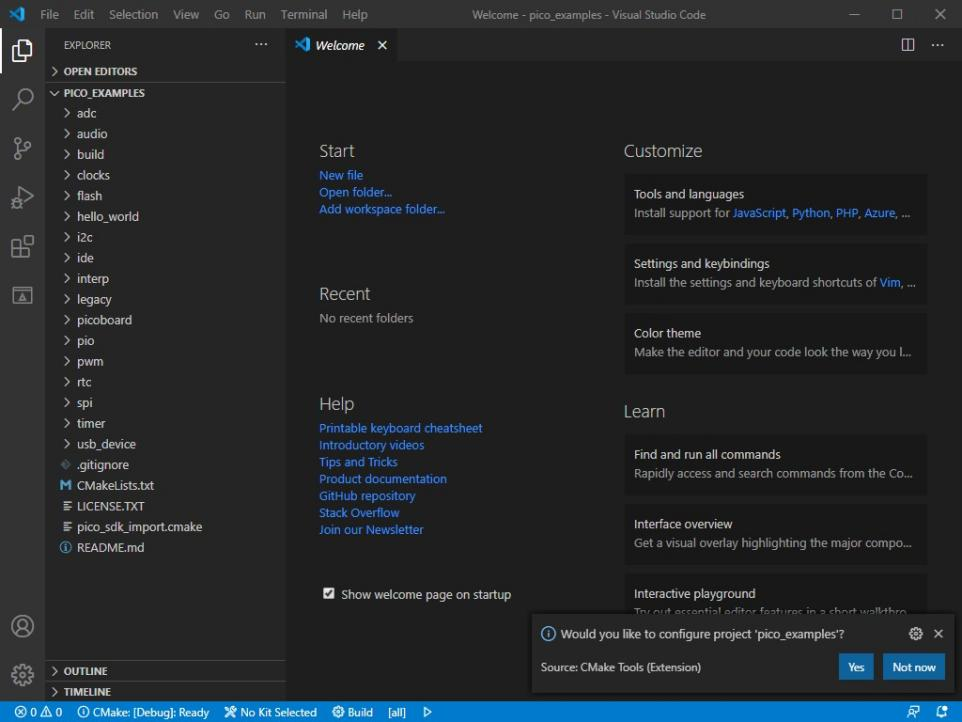 File Edit Selection View Go Run Terminal Help Welcome - pico_examples - Visual Studio Code
EXPLORER
Welcome
OPEN EDITORS
PICO_EXAMPLES
adc
audio
build
clocks
flash
hello_world
i2c
ide
interp
legacy
picoboard
pio
pwm
rtc
spi
timer
usb_device
.gitignore
CMakeLists.txt
LICENSE.TXT
pico_sdk_import.cmake
README.md
OUTLINE
TIMELINE
Start
New file
Open folder...
Add workspace folder...
Recent
No recent folders
Help
Printable keyboard cheatsheet
Introductory videos
Tips and Tricks
Product documentation
GitHub repository
Stack Overflow
Join our Newsletter
Show welcome page on startup
Customize
Tools and languages
Install support for JavaScript, Python, PHP, Azure, ...
Settings and keybindings
Install the settings and keyboard shortcuts of Vim, ...
Color theme
Make the editor and your code look the way you l...
Learn
Find and run all commands
Rapidly access and search commands from the Co...
Interface overview
Get a visual overlay highlighting the major compo...
Interactive playground
Try out essential editor features in a short walkthro...
Would you like to configure project 'pico_examples'?
Source: CMake Tools (Extension)
Yes
Not now
0 0 CMake: [Debug]: Ready No Kit Selected Build [all]